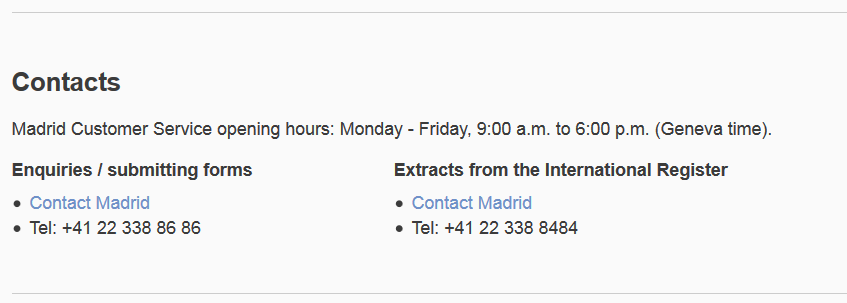 Contacts
Madrid Customer Service opening hours: Monday - Friday, 9:00 a.m. to 6:00 p.m. (Geneva time).
Enquiries / submitting forms
• Contact Madrid
• Tel: +41 22 338 86 86
Extracts from the International Register
• Contact Madrid
• Tel: +41 22 338 8484